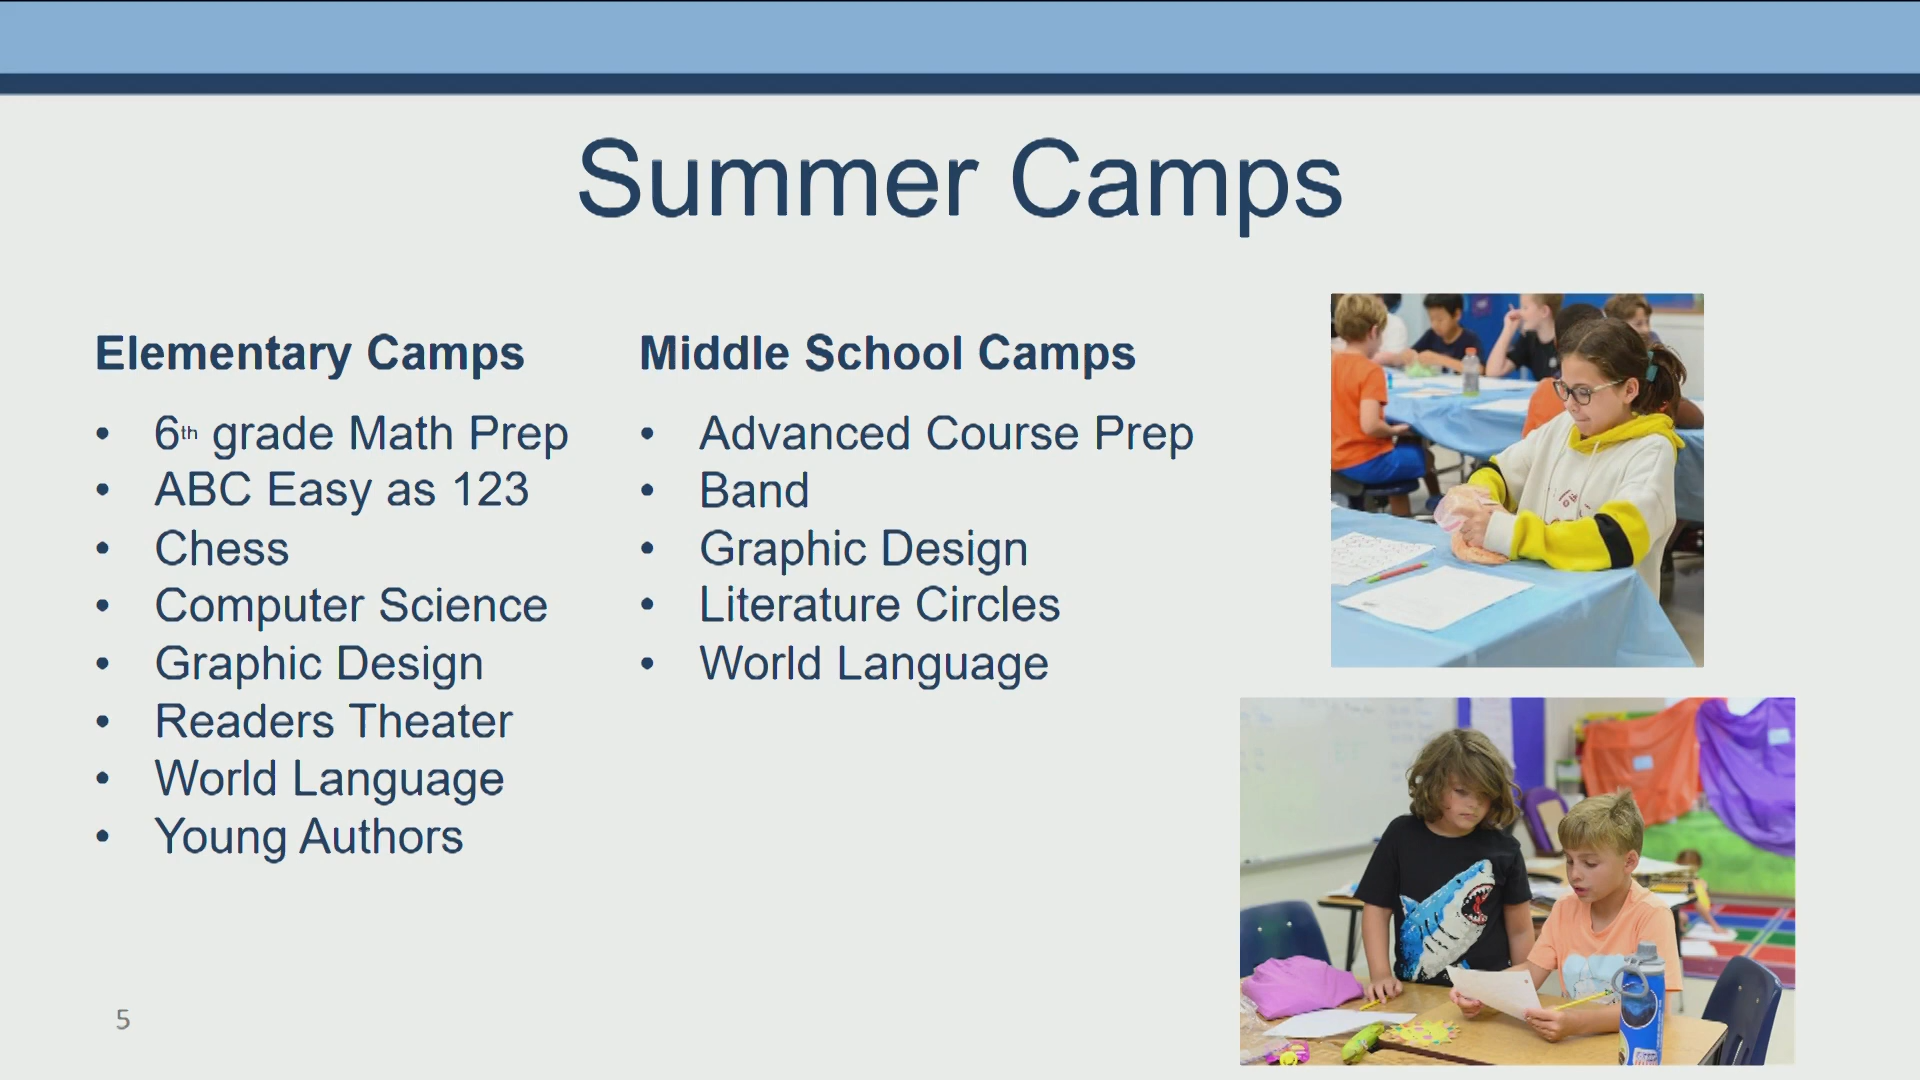 Summer Camps
Elementary Camps
• 6th grade Math Prep
• ABC Easy as 123
• Chess
• Computer Science
• Graphic Design
• Readers Theater
• World Language
• Young Authors
Middle School Camps
• Advanced Course Prep
• Band
• Graphic Design
• Literature Circles
• World Language
5